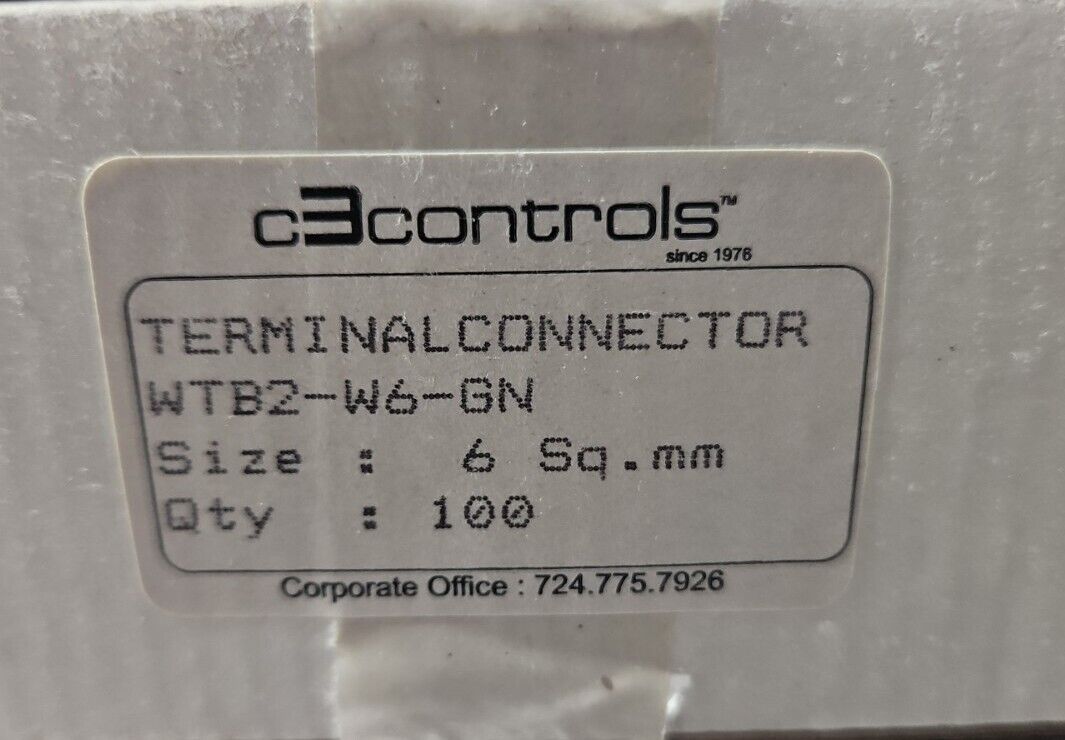 c3controls™
since 1976
TERMINALCONNECTOR
WTB2-W6-GN
Size : 6 Sq.mm
Qty : 100
Corporate Office : 724.775.7926